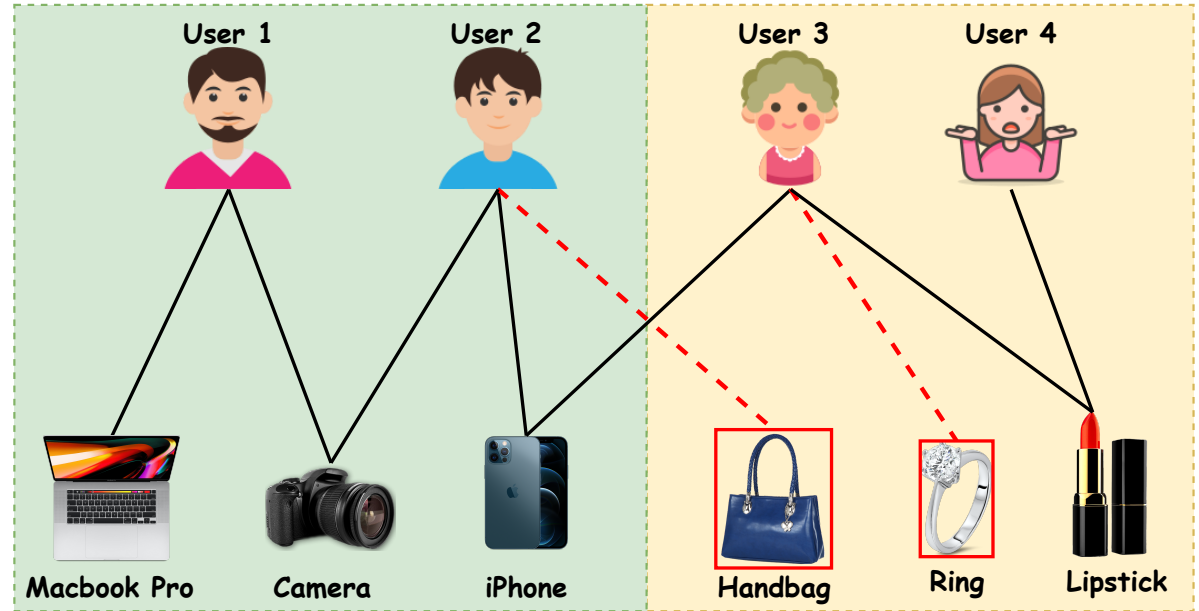 User 1
User 2
User 3
User 4
Macbook Pro
Camera
iPhone
Handbag
Ring
Lipstick